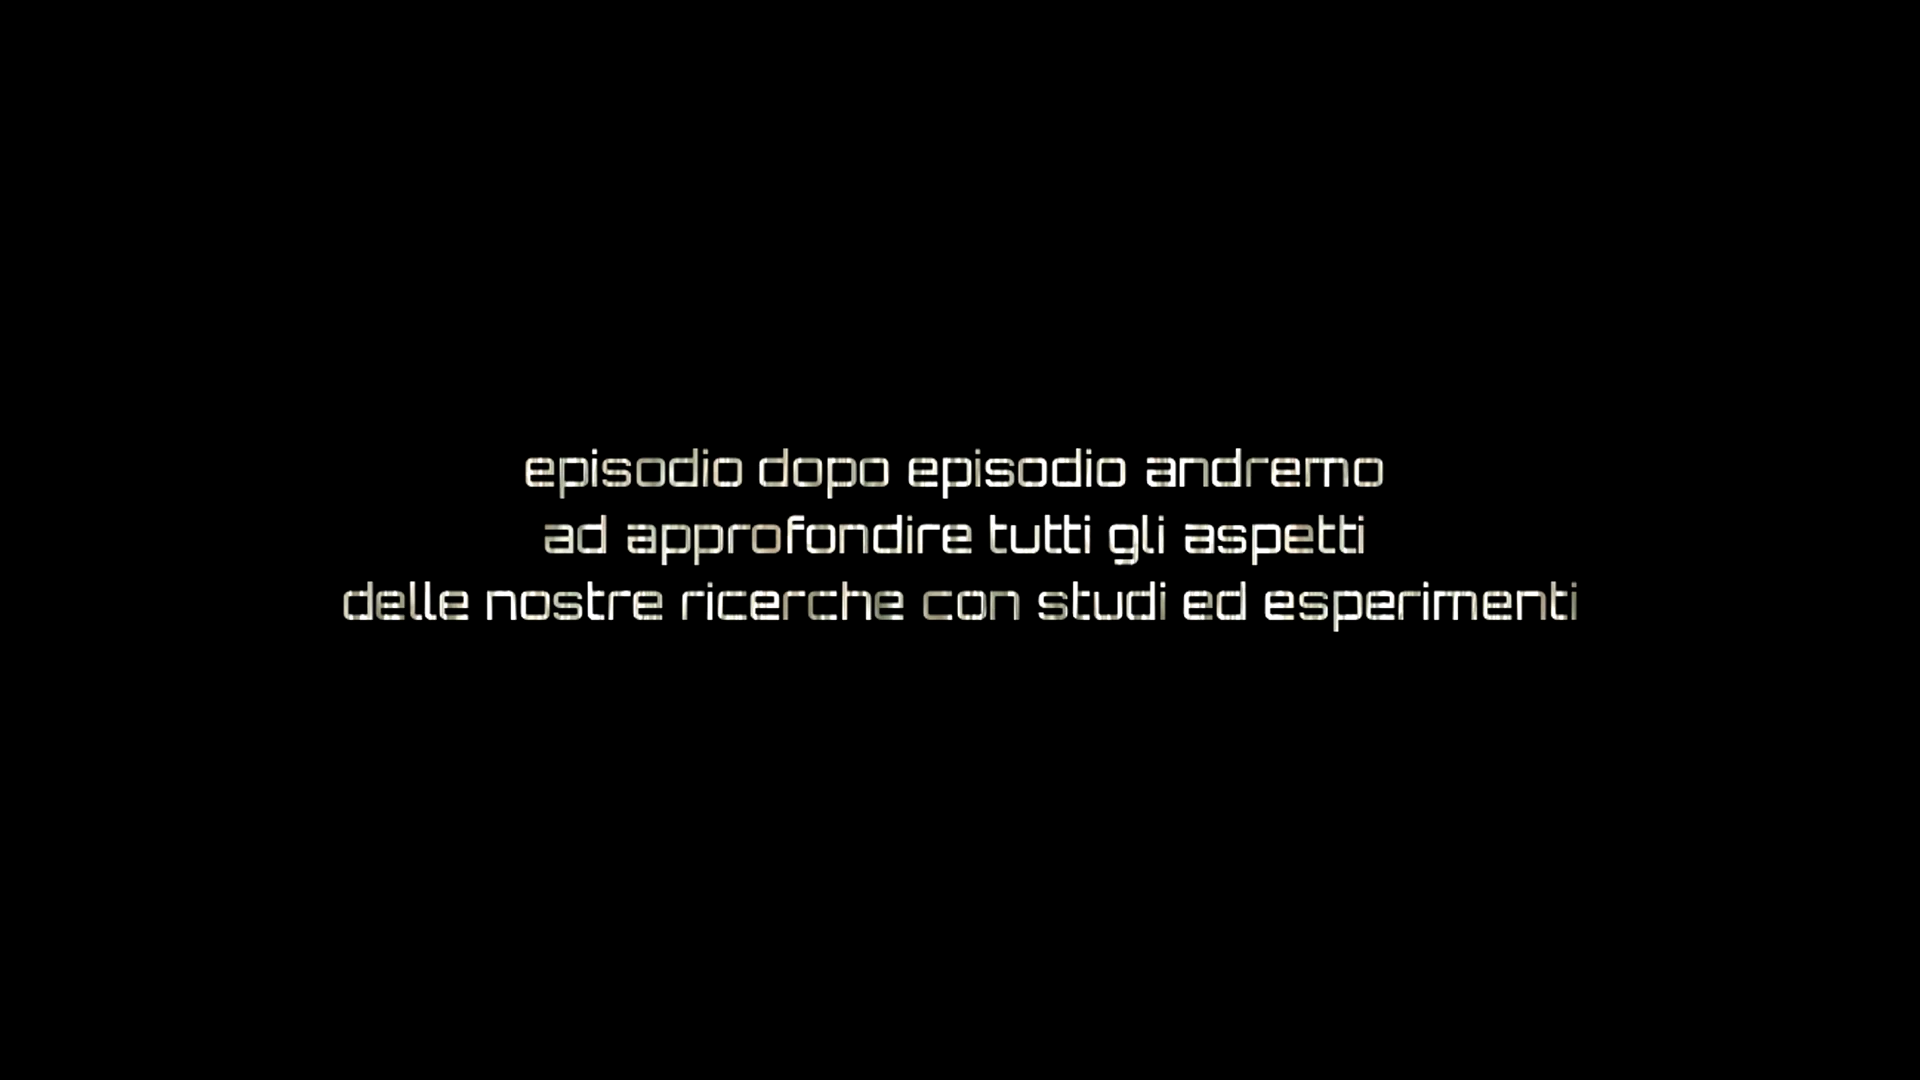 episodio dopo episodio andremo
ad approfondire tutti gli aspetti
delle nostre ricerche con studi ed esperimenti